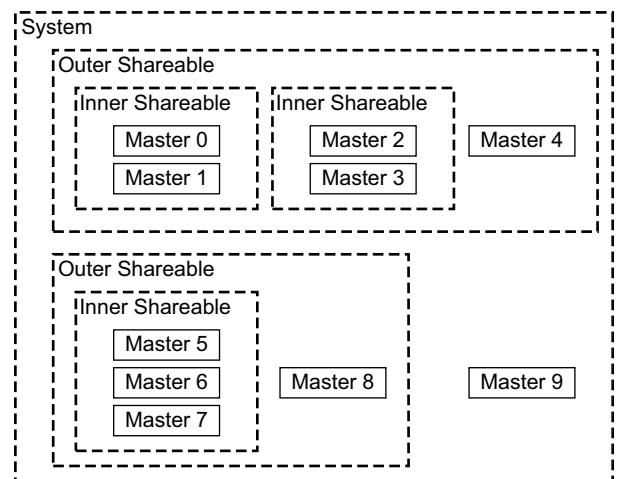 System
Outer Shareable
Inner Shareable
Inner Shareable
Master 0
Master 2
Master 4
Master 1
Master 3
Outer Shareable
Inner Shareable
Master 5
Master 6
Master 8
Master 9
Master 7